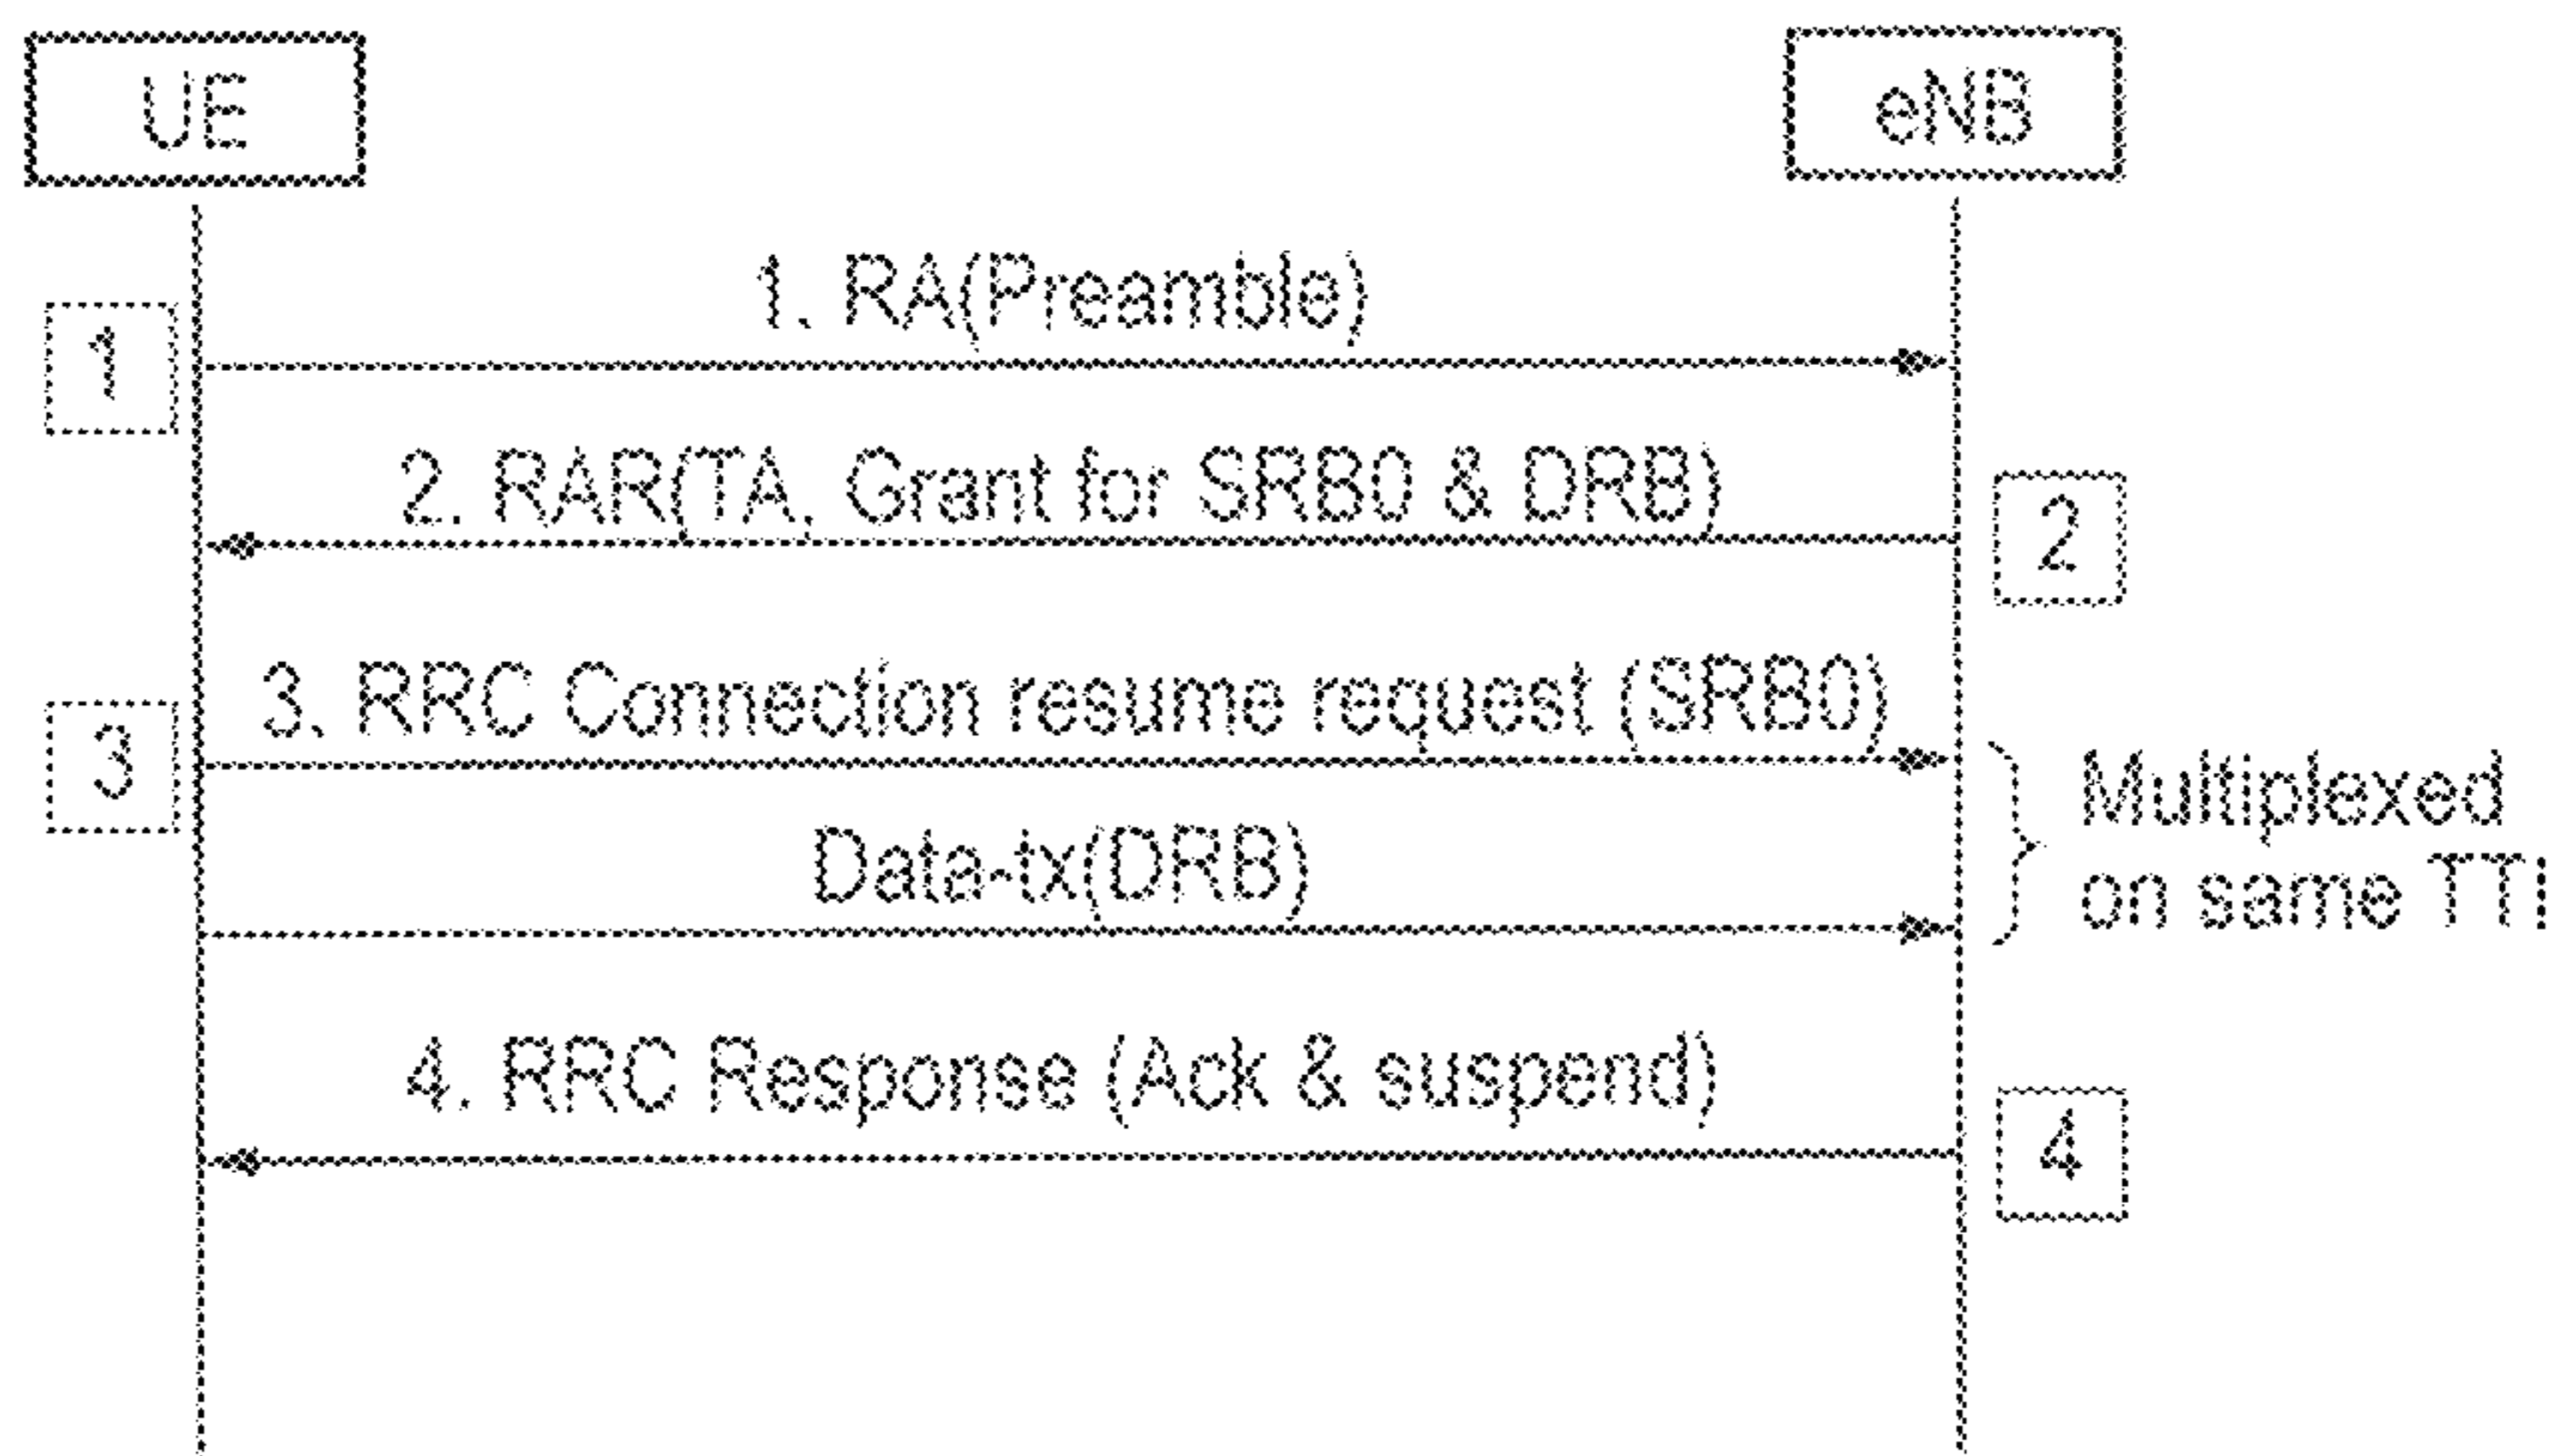 UE
eNB
1. RA(Preamble)
1
2. RAR(TA, Grant for SRB0 & DRB)
2
3. RRC Connection resume request (SRB0)
3
Multiplexed
on same TTI
Data-tx(DRB)
4. RRC Response (Ack & suspend)
4